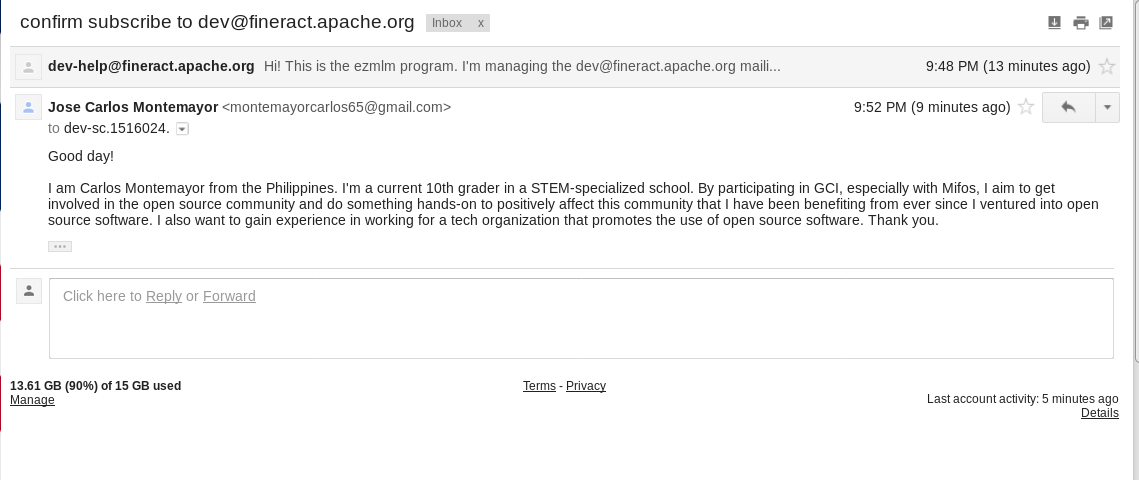 confirm subscribe to dev@fineract.apache.org Inbox x
dev-help@fineract.apache.org Hi! This is the ezmlm program. I'm managing the dev@fineract.apache.org maili... 9:48 PM (13 minutes ago)
Jose Carlos Montemayor <montemayorcarlos65@gmail.com> 9:52 PM (9 minutes ago)
to dev-sc.1516024.
Good day!
I am Carlos Montemayor from the Philippines. I'm a current 10th grader in a STEM-specialized school. By participating in GCI, especially with Mifos, I aim to get
involved in the open source community and do something hands-on to positively affect this community that I have been benefiting from ever since I ventured into open
source software. I also want to gain experience in working for a tech organization that promotes the use of open source software. Thank you.
Click here to Reply or Forward
13.61 GB (90%) of 15 GB used
Manage
Terms - Privacy
Last account activity: 5 minutes ago
Details